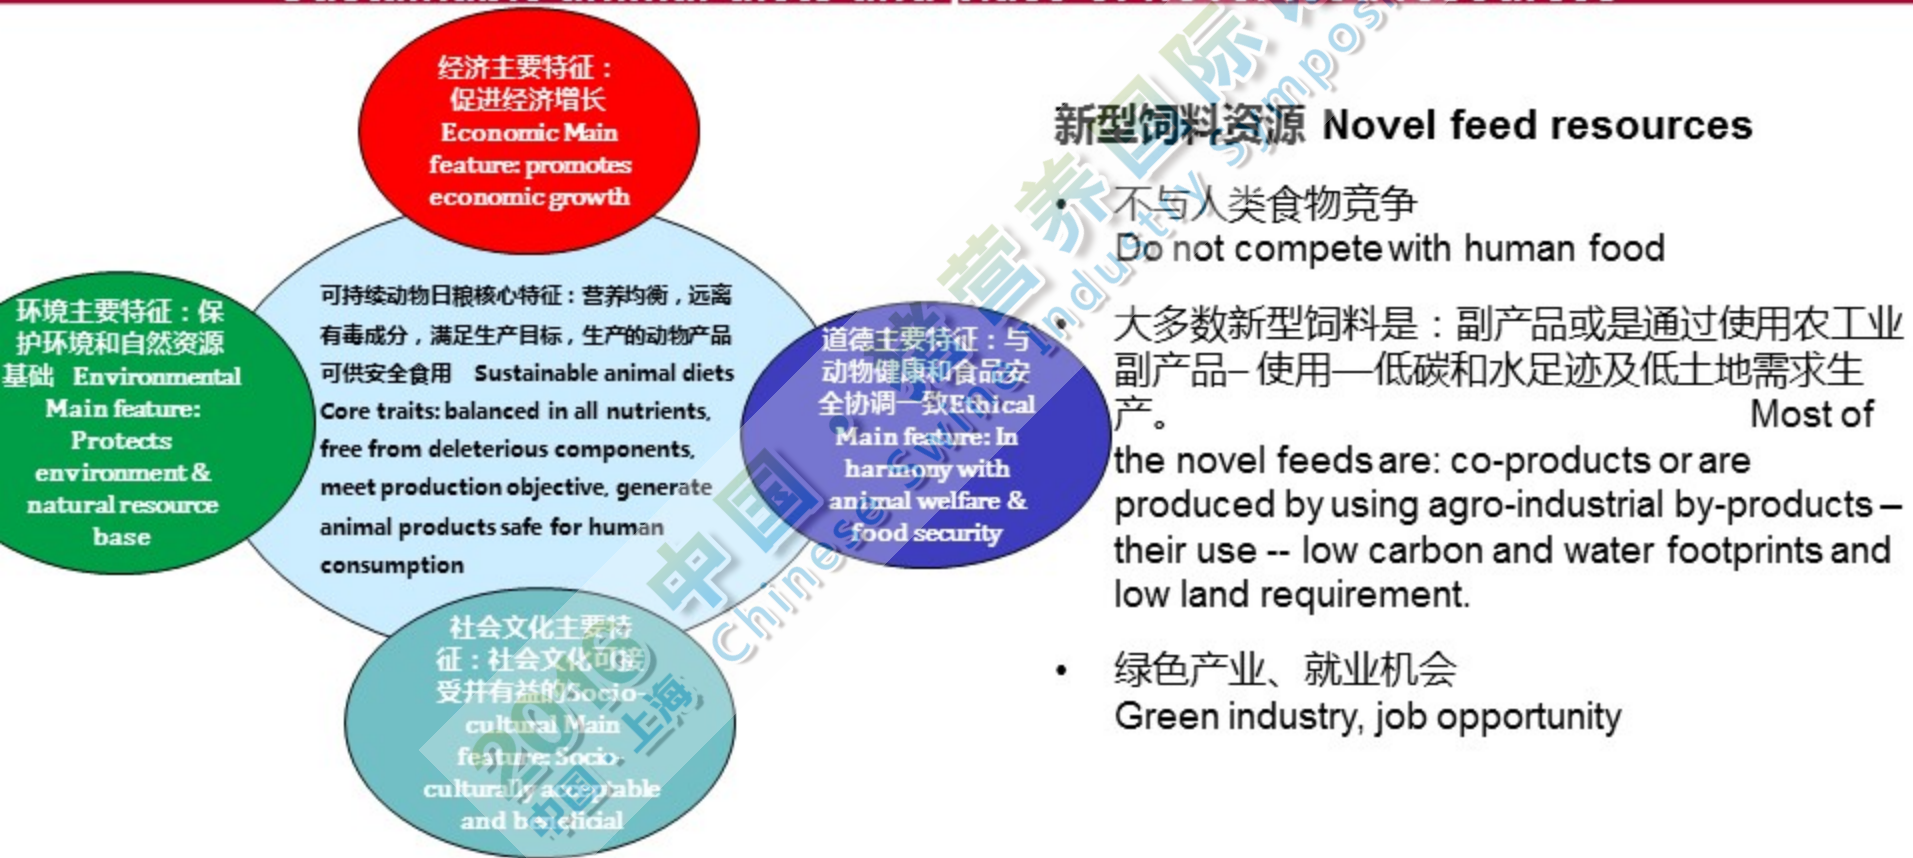 经济主要特征：
促进经济增长
Economic Main
feature: promotes
economic growth
环境主要特征：保
护环境和自然资源
基础 Environmental
Main feature:
Protects
environment &
natural resource
base
可持续动物日粮核心特征：营养均衡，远离
有毒成分，满足生产目标，生产的动物产品
可供安全食用 Sustainable animal diets
Core traits: balanced in all nutrients,
free from deleterious components,
meet production objective, generate
animal products safe for human
consumption
道德主要特征：与
动物健康和食品安
全协调一致Ethical
Main feature: In
harmony with
animal welfare &
food security
社会文化主要特
征：社会文化可接
受并有益的Socio-
cultural Main
feature: Socio-
culturally acceptable
and beneficial
新型饲料资源 Novel feed resources
• 不与人类食物竞争
Do not compete with human food
• 大多数新型饲料是：副产品或是通过使用农工业
副产品– 使用—低碳和水足迹及低土地需求生
产。 Most of
the novel feeds are: co-products or are
produced by using agro-industrial by-products –
their use -- low carbon and water footprints and
low land requirement.
• 绿色产业、就业机会
Green industry, job opportunity
2016 中国
Chinese Swine Industry
中国 上海
营养国际